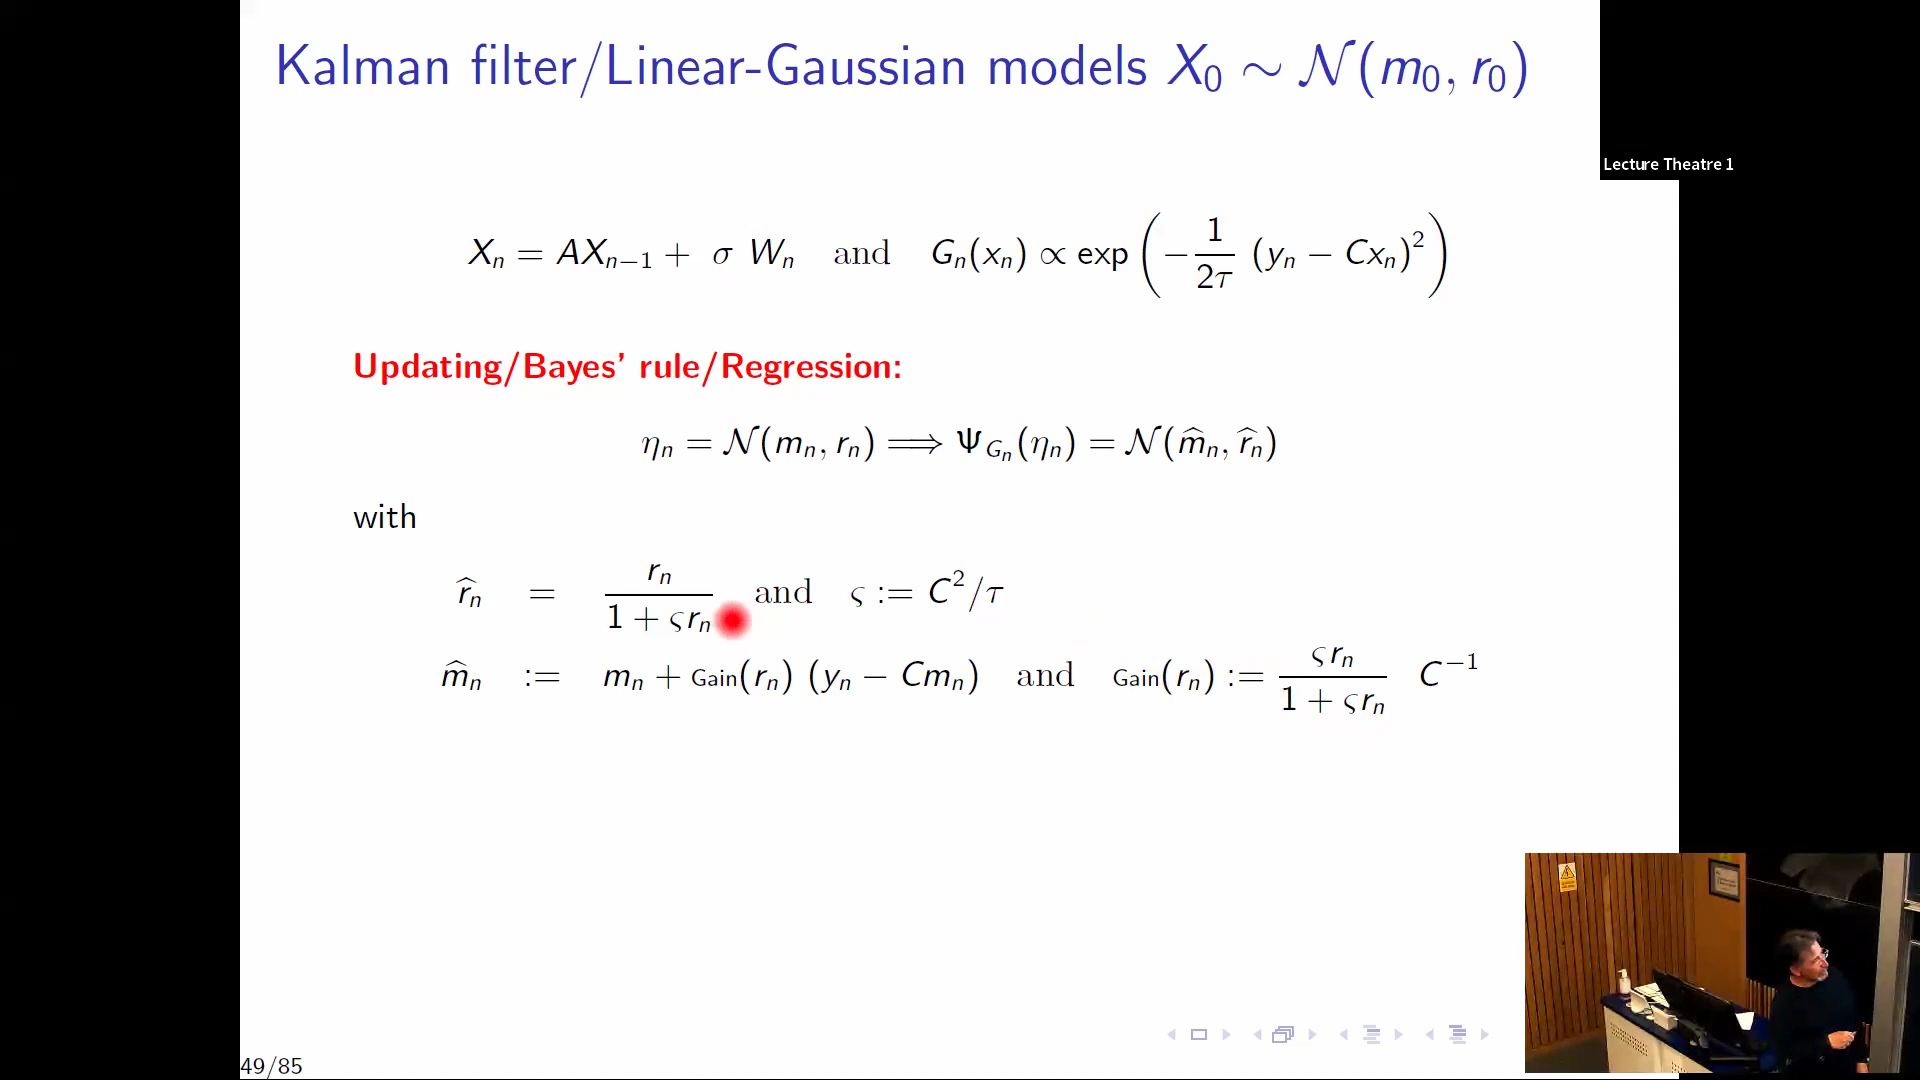 Kalman filter/Linear-Gaussian models X₀ ∼ 𝒩(m₀, r₀)
Lecture Theatre 1
Xₙ = AXₙ₋₁ + σ Wₙ and Gₙ(xₙ) ∝ exp(−1/2τ (yₙ − Cxₙ)²)
Updating/Bayes' rule/Regression:
ηₙ = 𝒩(mₙ, rₙ) ⟹ Ψ_{Gₙ}(ηₙ) = 𝒩(m̂ₙ, r̂ₙ)
with
r̂ₙ = rₙ/(1 + ςrₙ) and ς := C²/τ
m̂ₙ := mₙ + Gain(rₙ) (yₙ − Cmₙ) and Gain(rₙ) := ςrₙ/(1 + ςrₙ) C⁻¹
49/85